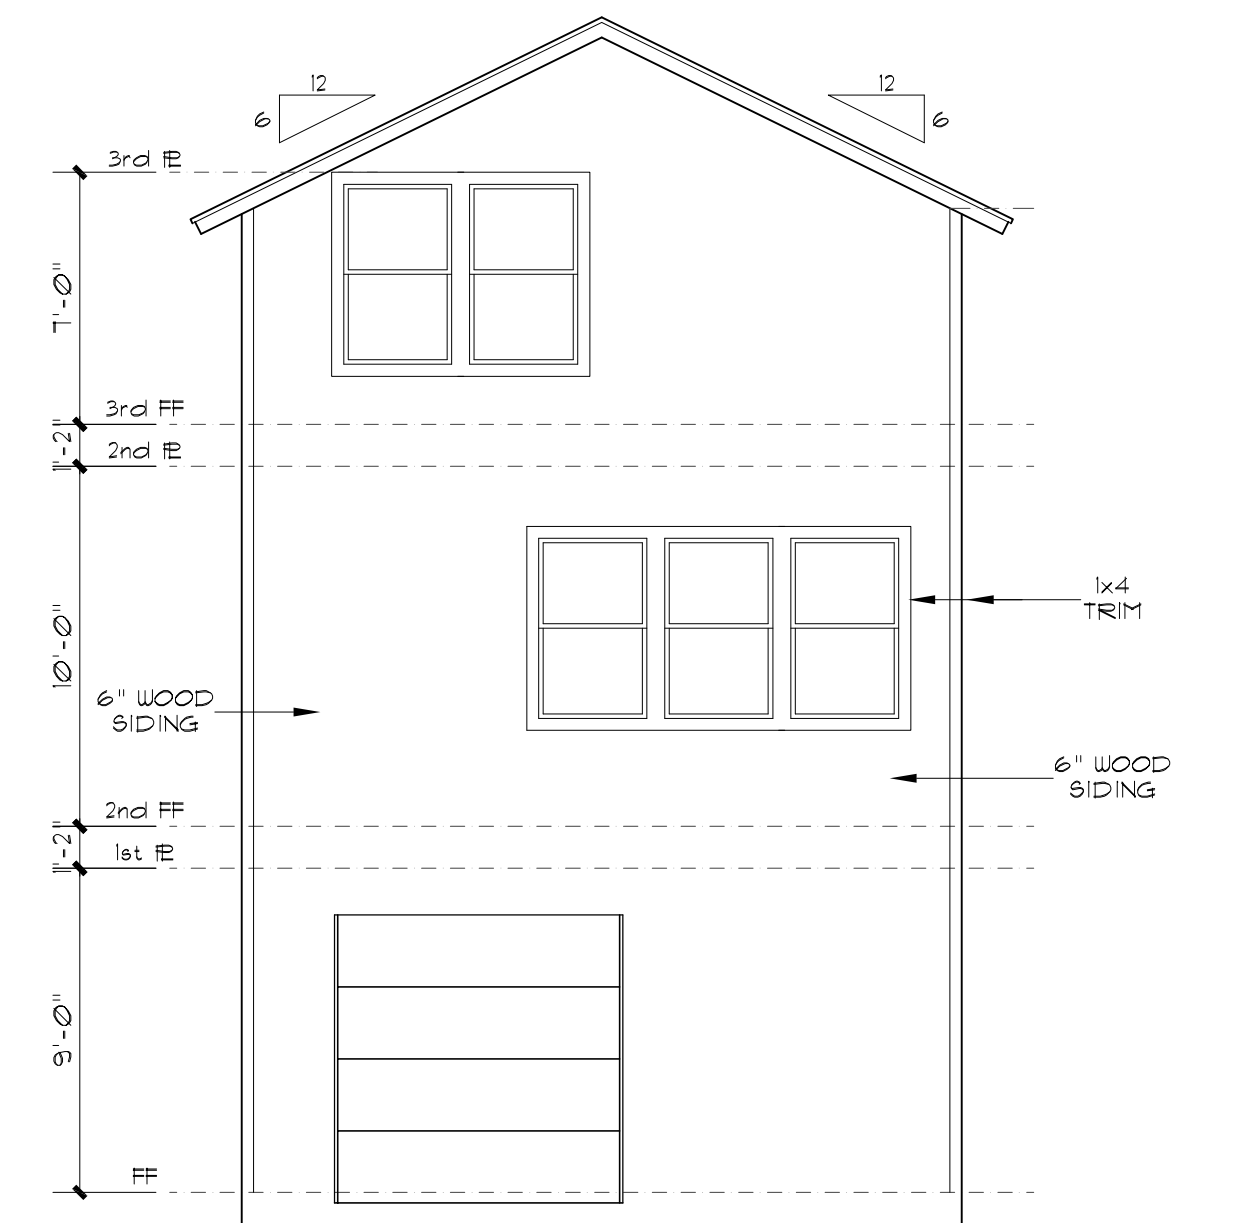 12
6
12
6
3rd PL
7'-0"
3rd FF
1'-2"
2nd PL
10'-0"
1x4
TRIM
6" WOOD
SIDING
6" WOOD
SIDING
2nd FF
1'-2"
1st PL
9'-0"
FF